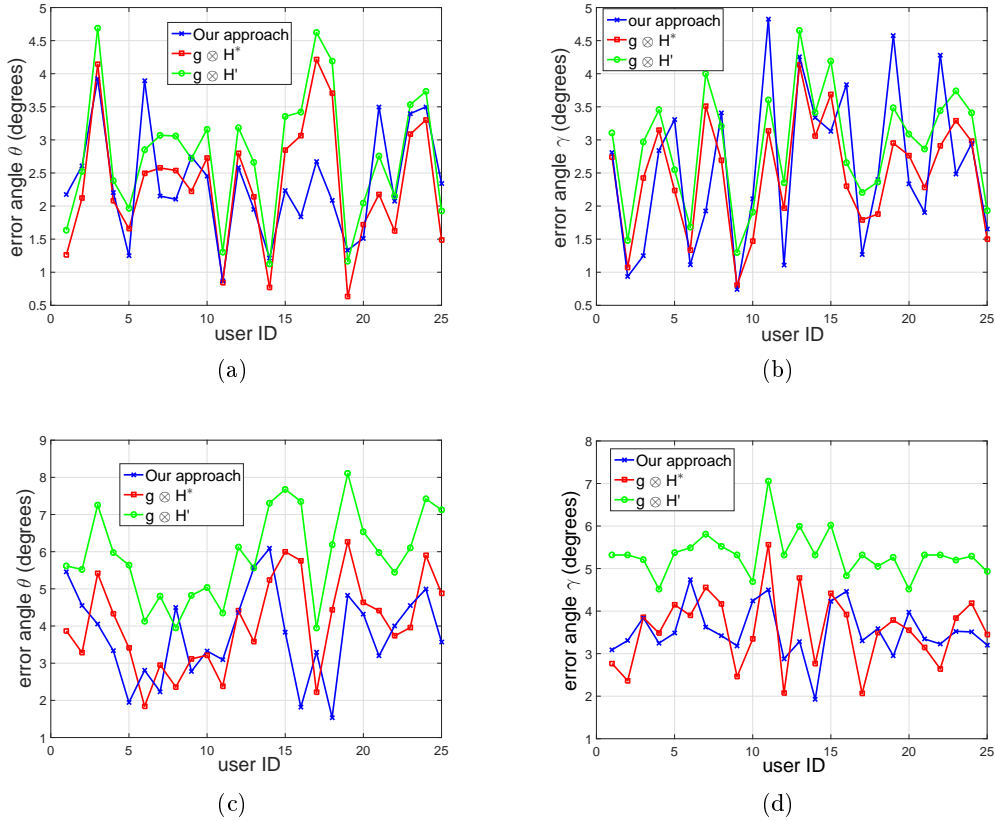 5
4.5
4
3.5
3
2.5
2
1.5
1
0.5
error angle θ (degrees)
Our approach
g ⊗ H*
g ⊗ H'
0 5 10 15 20 25
user ID
(a)
5
4.5
4
3.5
3
2.5
2
1.5
1
0.5
error angle γ (degrees)
our approach
g ⊗ H*
g ⊗ H'
0 5 10 15 20 25
user ID
(b)
9
8
7
6
5
4
3
2
1
error angle θ (degrees)
Our approach
g ⊗ H*
g ⊗ H'
0 5 10 15 20 25
user ID
(c)
8
7
6
5
4
3
2
1
error angle γ (degrees)
Our approach
g ⊗ H*
g ⊗ H'
0 5 10 15 20 25
user ID
(d)